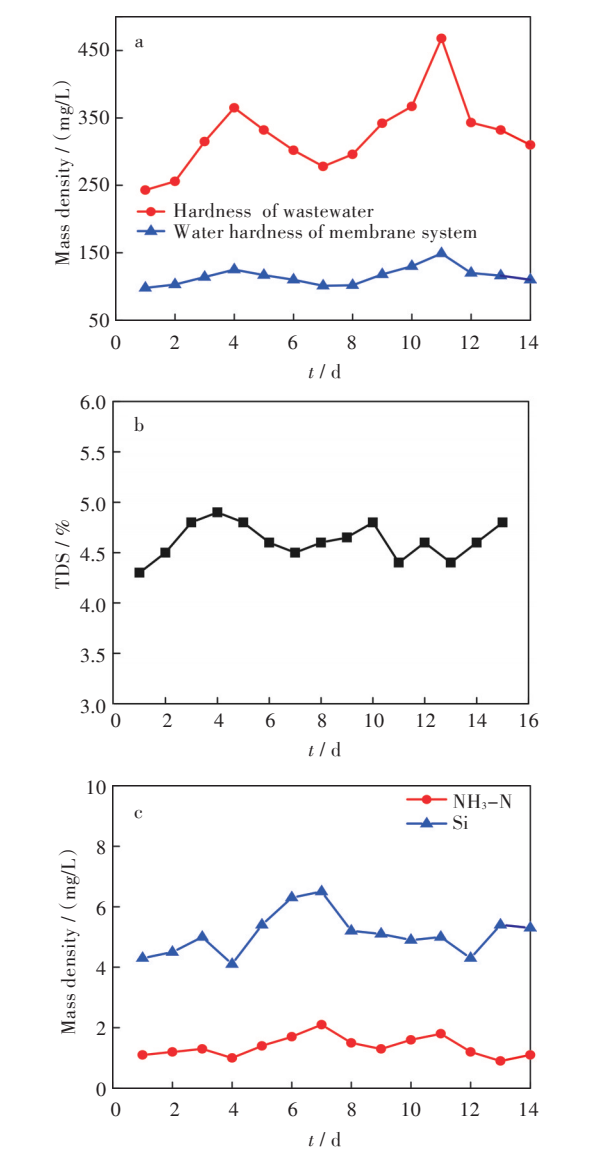 a
450
350
250
150
50
Mass density / (mg/L)
Hardness of wastewater
Water hardness of membrane system
0 2 4 6 8 10 12 14
t / d
b
6.0
5.5
5.0
4.5
4.0
3.5
3.0
TDS / %
0 2 4 6 8 10 12 14 16
t / d
c
10
8
6
4
2
0
Mass density / (mg/L)
NH₃–N
Si
0 2 4 6 8 10 12 14
t / d